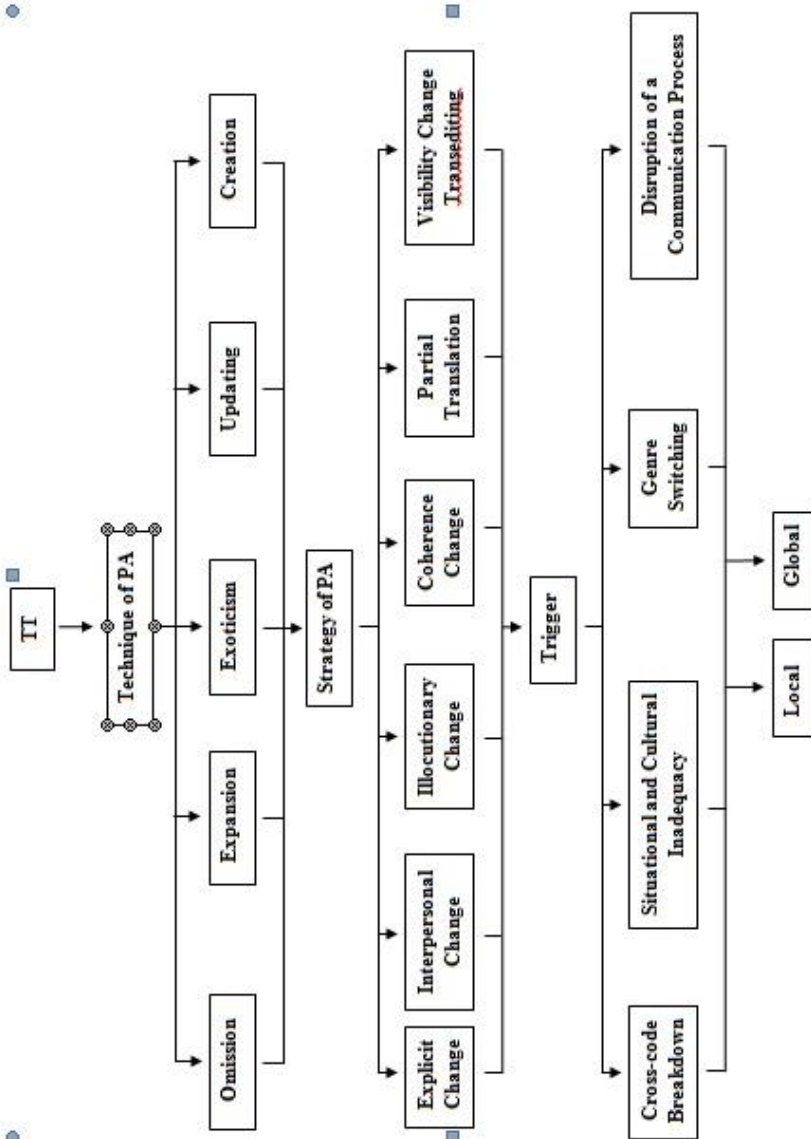 TT
Technique of PA
Omission
Expansion
Exoticism
Updating
Creation
Strategy of PA
Explicit
Change
Interpersonal
Change
Illocutionary
Change
Coherence
Change
Partial
Translation
Visibility Change
Transediting
Trigger
Cross-code
Breakdown
Situational and Cultural
Inadequacy
Genre
Switching
Disruption of a
Communication Process
Local
Global